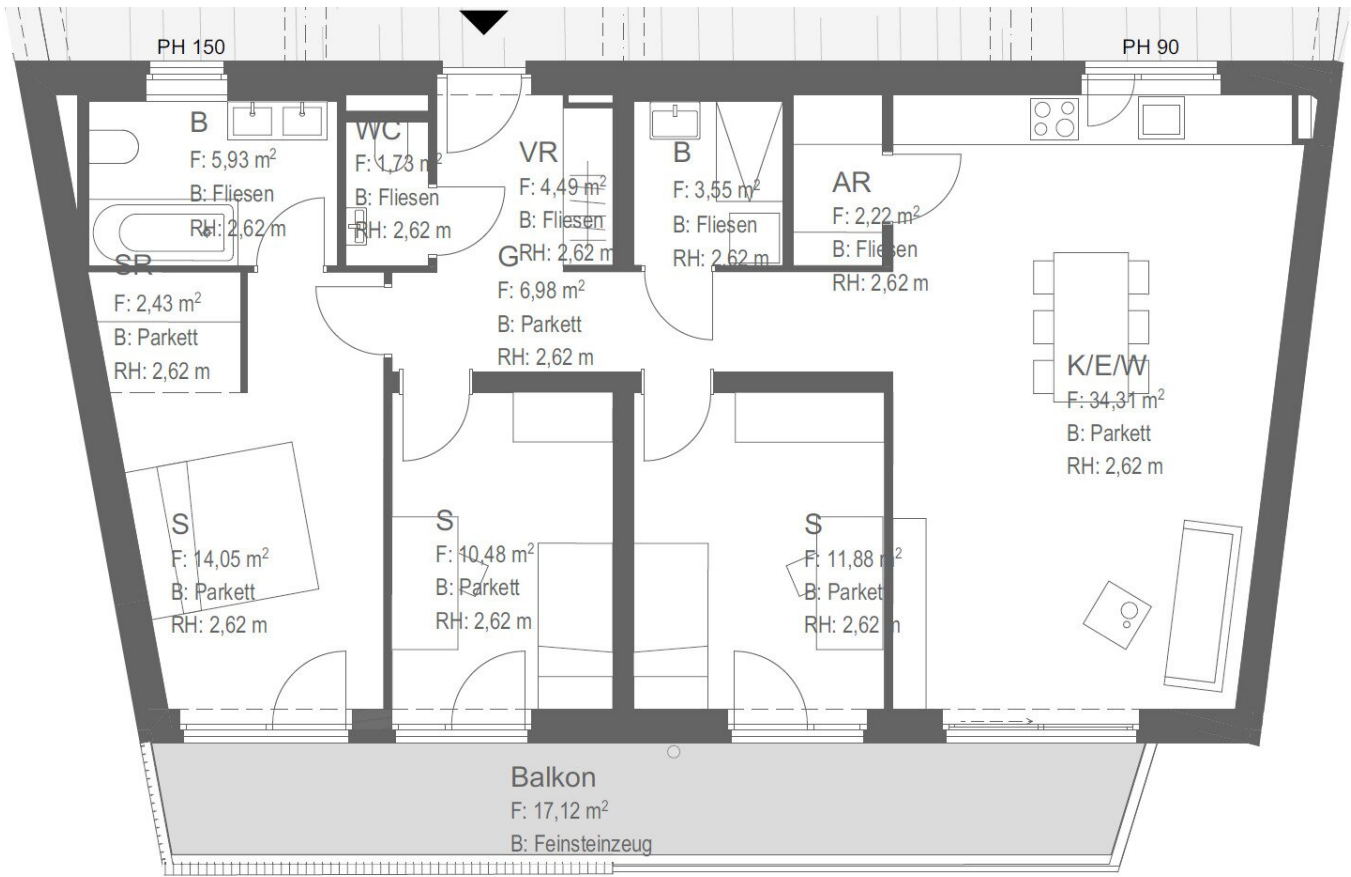 PH 150
PH 90
B
F: 5,93 m²
B: Fliesen
RH: 2,62 m
WC
F: 1,73 m²
B: Fliesen
RH: 2,62 m
VR
F: 4,49 m²
B: Fliesen
RH: 2,62 m
B
F: 3,55 m²
B: Fliesen
RH: 2,62 m
AR
F: 2,22 m²
B: Fliesen
RH: 2,62 m
SR
F: 2,43 m²
B: Parkett
RH: 2,62 m
G
F: 6,98 m²
B: Parkett
RH: 2,62 m
K/E/W
F: 34,31 m²
B: Parkett
RH: 2,62 m
S
F: 14,05 m²
B: Parkett
RH: 2,62 m
S
F: 10,48 m²
B: Parkett
RH: 2,62 m
S
F: 11,88 m²
B: Parkett
RH: 2,62 m
Balkon
F: 17,12 m²
B: Feinsteinzeug